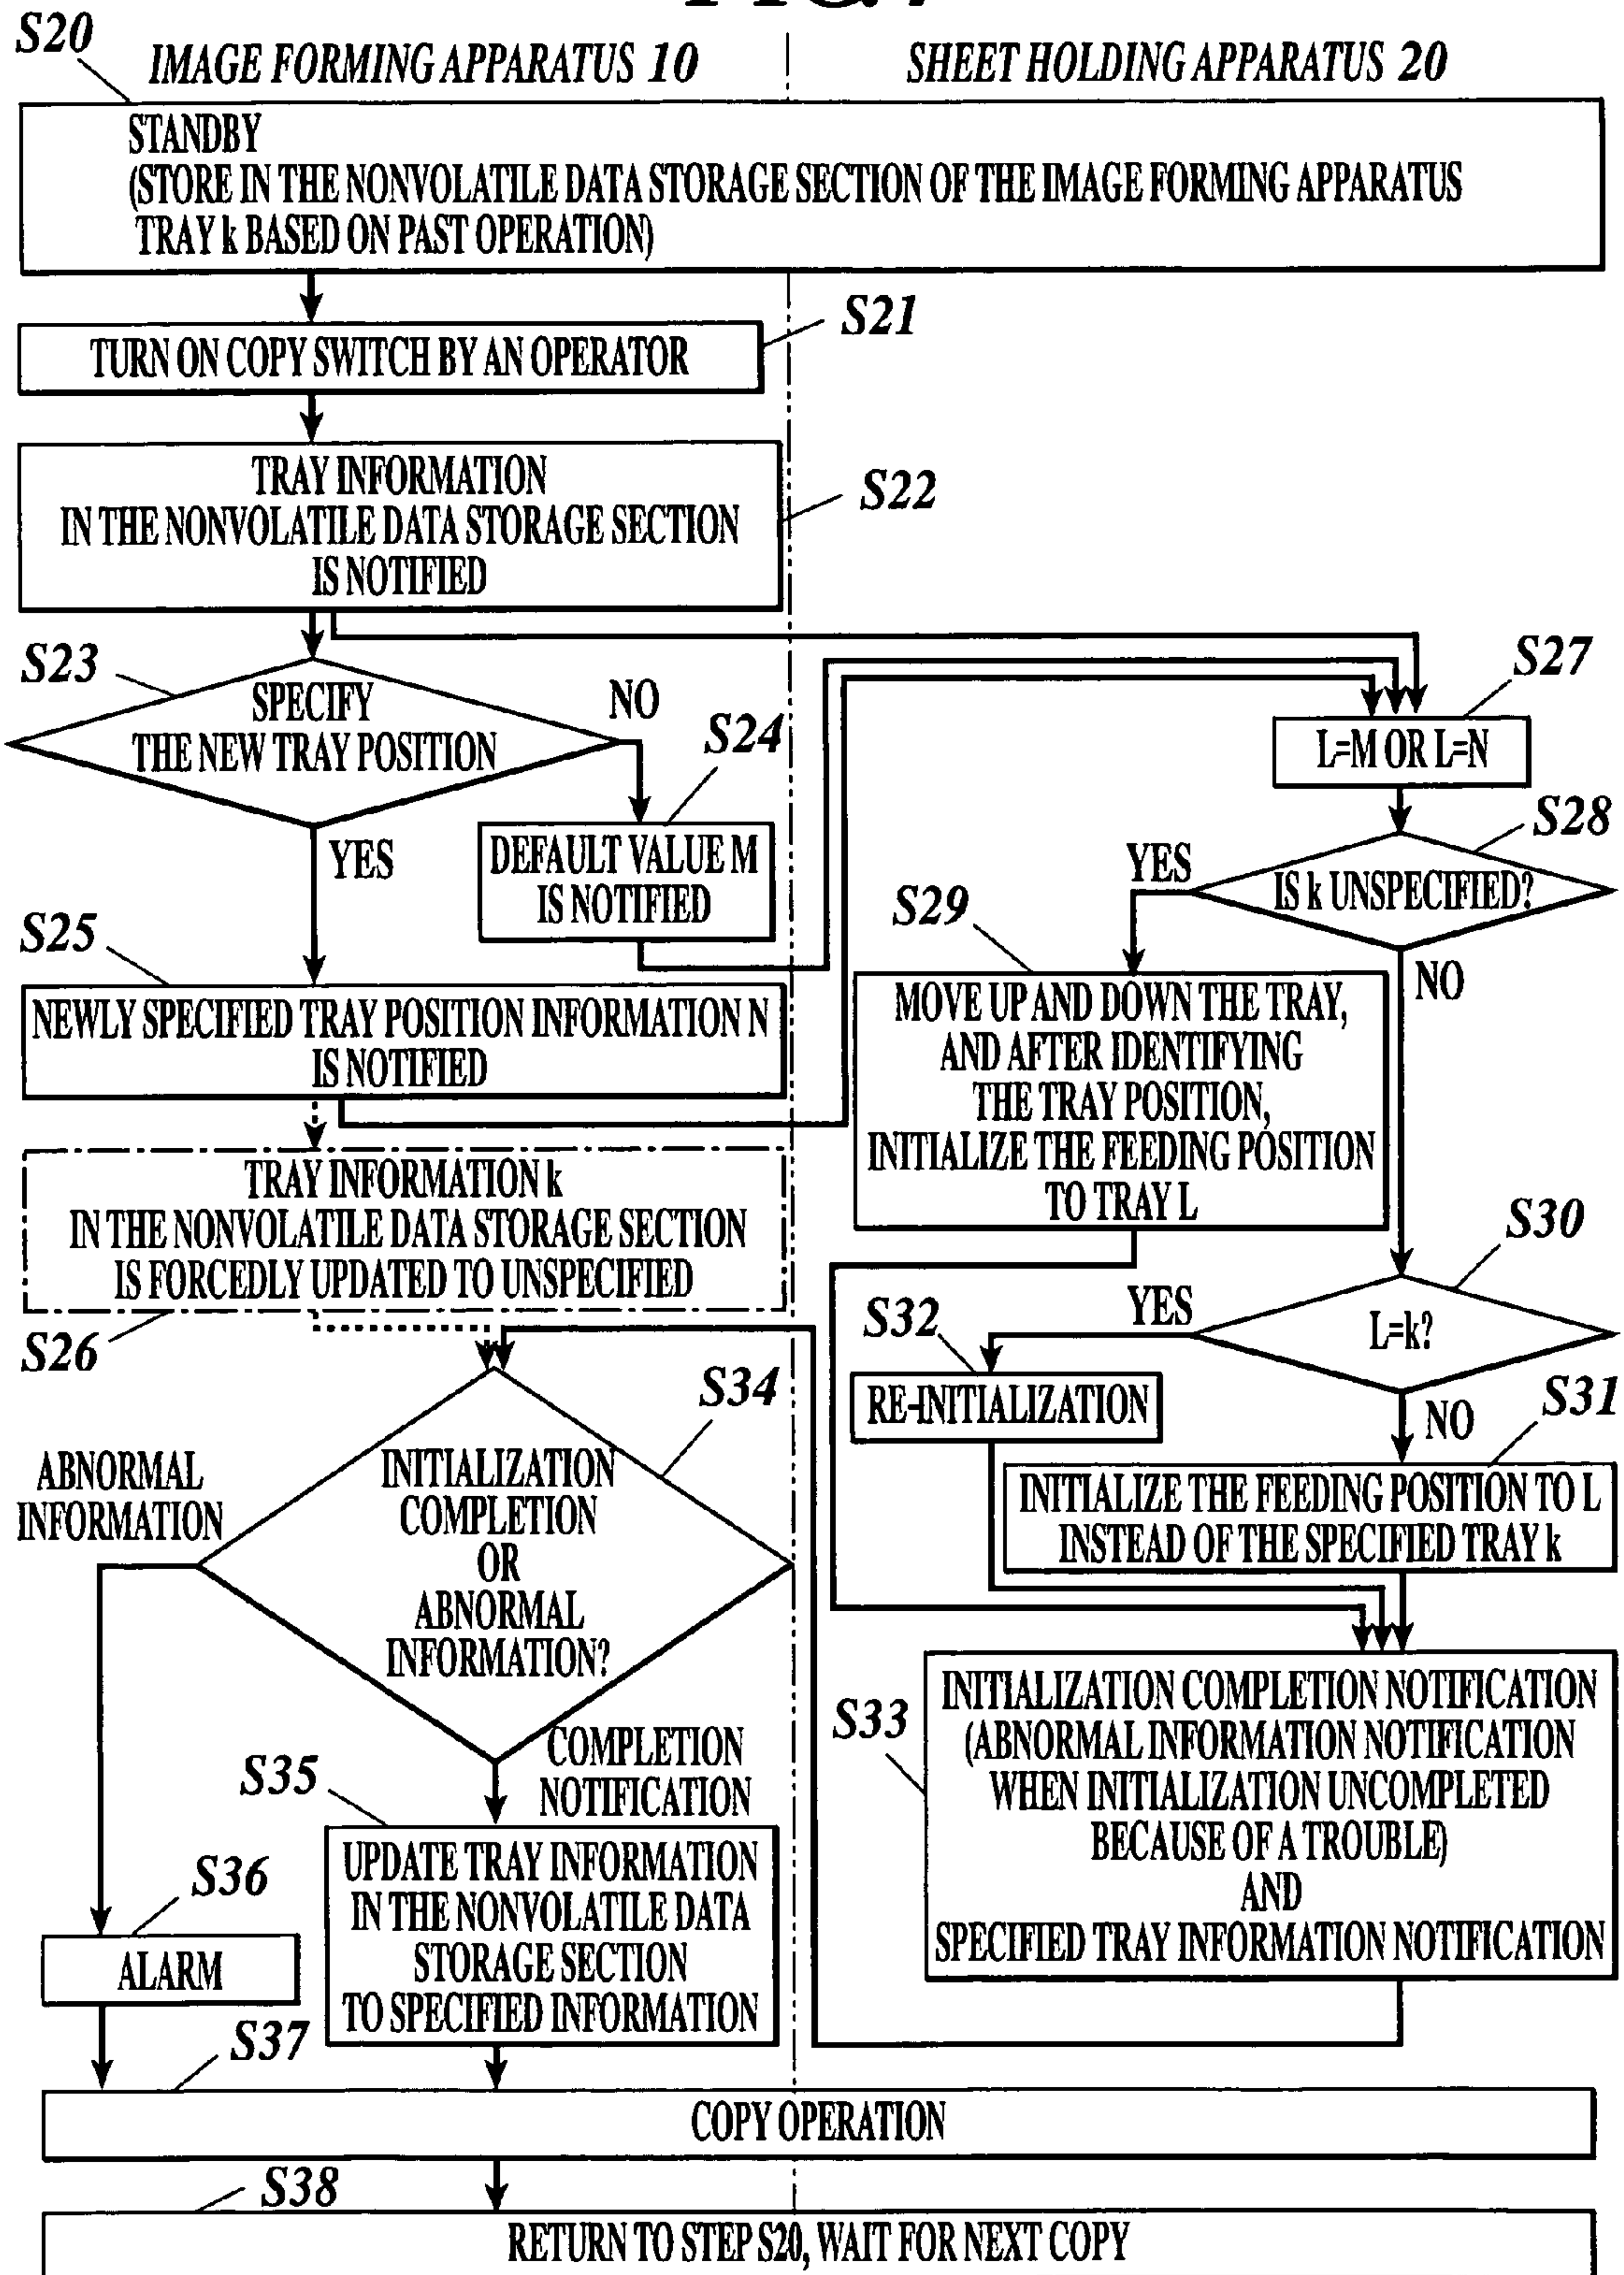 FIG. 7
S20
IMAGE FORMING APPARATUS 10
SHEET HOLDING APPARATUS 20
STANDBY
(STORE IN THE NONVOLATILE DATA STORAGE SECTION OF THE IMAGE FORMING APPARATUS
TRAY k BASED ON PAST OPERATION)
S21
TURN ON COPY SWITCH BY AN OPERATOR
S22
TRAY INFORMATION
IN THE NONVOLATILE DATA STORAGE SECTION
IS NOTIFIED
S23
SPECIFY
THE NEW TRAY POSITION
NO
YES
S24
DEFAULT VALUE M
IS NOTIFIED
S25
NEWLY SPECIFIED TRAY POSITION INFORMATION N
IS NOTIFIED
TRAY INFORMATION k
IN THE NONVOLATILE DATA STORAGE SECTION
IS FORCEDLY UPDATED TO UNSPECIFIED
S26
S27
L=M OR L=N
S28
IS k UNSPECIFIED?
YES
NO
S29
MOVE UP AND DOWN THE TRAY,
AND AFTER IDENTIFYING
THE TRAY POSITION,
INITIALIZE THE FEEDING POSITION
TO TRAY L
S30
L=k?
YES
NO
S32
RE-INITIALIZATION
S31
INITIALIZE THE FEEDING POSITION TO L
INSTEAD OF THE SPECIFIED TRAY k
S33
INITIALIZATION COMPLETION NOTIFICATION
(ABNORMAL INFORMATION NOTIFICATION
WHEN INITIALIZATION UNCOMPLETED
BECAUSE OF A TROUBLE)
AND
SPECIFIED TRAY INFORMATION NOTIFICATION
S34
INITIALIZATION
COMPLETION
OR
ABNORMAL
INFORMATION?
ABNORMAL
INFORMATION
COMPLETION
NOTIFICATION
S35
UPDATE TRAY INFORMATION
IN THE NONVOLATILE DATA
STORAGE SECTION
TO SPECIFIED INFORMATION
S36
ALARM
S37
COPY OPERATION
S38
RETURN TO STEP S20, WAIT FOR NEXT COPY